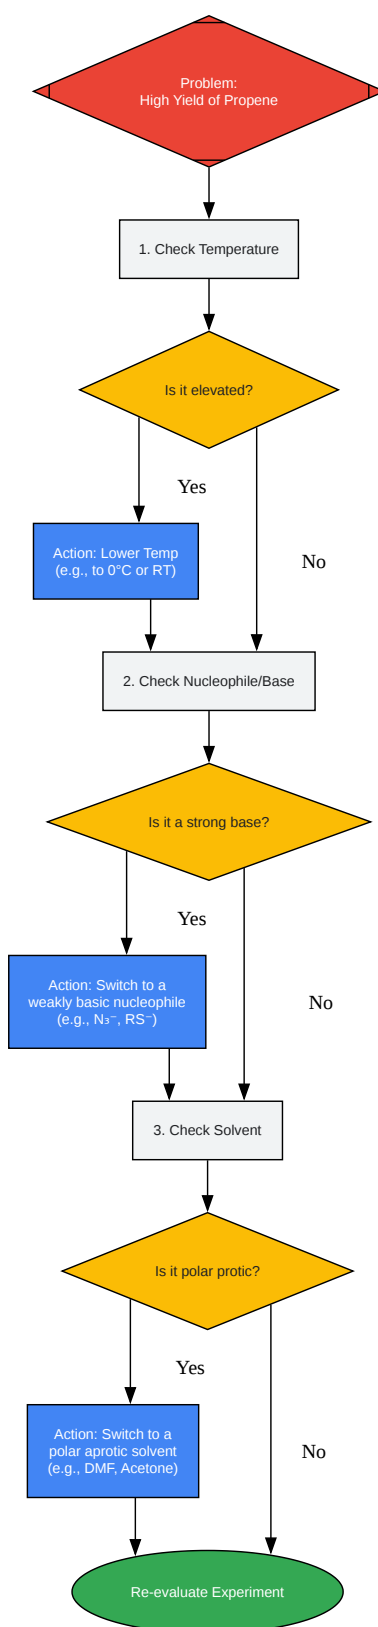 Problem:
High Yield of Propene
1. Check Temperature
Is it elevated?
Yes
Action: Lower Temp
(e.g., to 0°C or RT)
No
2. Check Nucleophile/Base
Is it a strong base?
Yes
Action: Switch to a
weakly basic nucleophile
(e.g., N₃⁻, RS⁻)
No
3. Check Solvent
Is it polar protic?
Yes
Action: Switch to a
polar aprotic solvent
(e.g., DMF, Acetone)
No
Re-evaluate Experiment